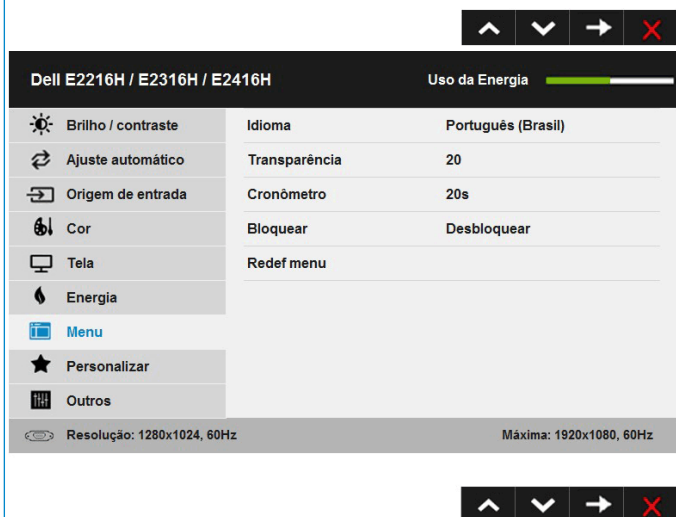 Dell E2216H / E2316H / E2416H Uso da Energia
Brilho / contraste Idioma Português (Brasil)
Ajuste automático Transparência 20
Origem de entrada Cronômetro 20s
Cor Bloquear Desbloquear
Tela Redef menu
Energia
Menu
Personalizar
Outros
Resolução: 1280x1024, 60Hz Máxima: 1920x1080, 60Hz